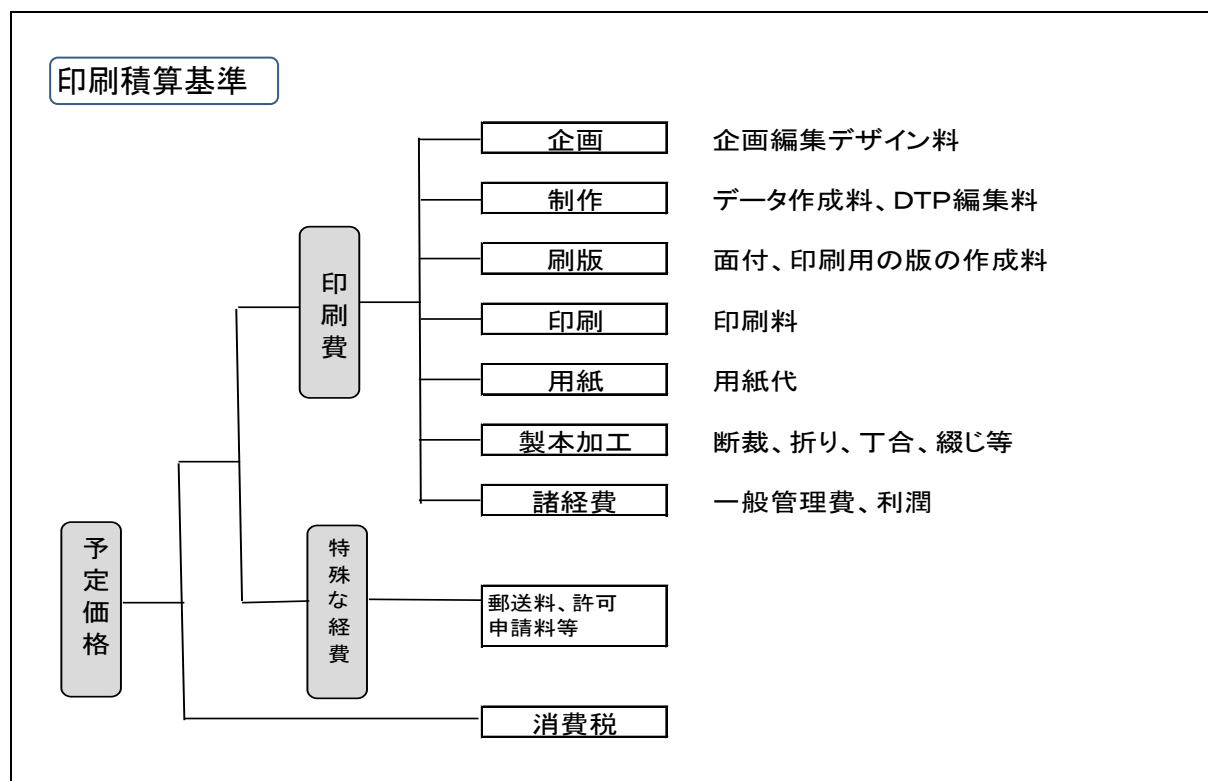 印刷積算基準
企画 企画編集デザイン料
制作 データ作成料、DTP編集料
刷版 面付、印刷用の版の作成料
印刷費
印刷 印刷料
用紙 用紙代
製本加工 断裁、折り、丁合、綴じ等
諸経費 一般管理費、利潤
予定価格
特殊な経費
郵送料、許可
申請料等
消費税